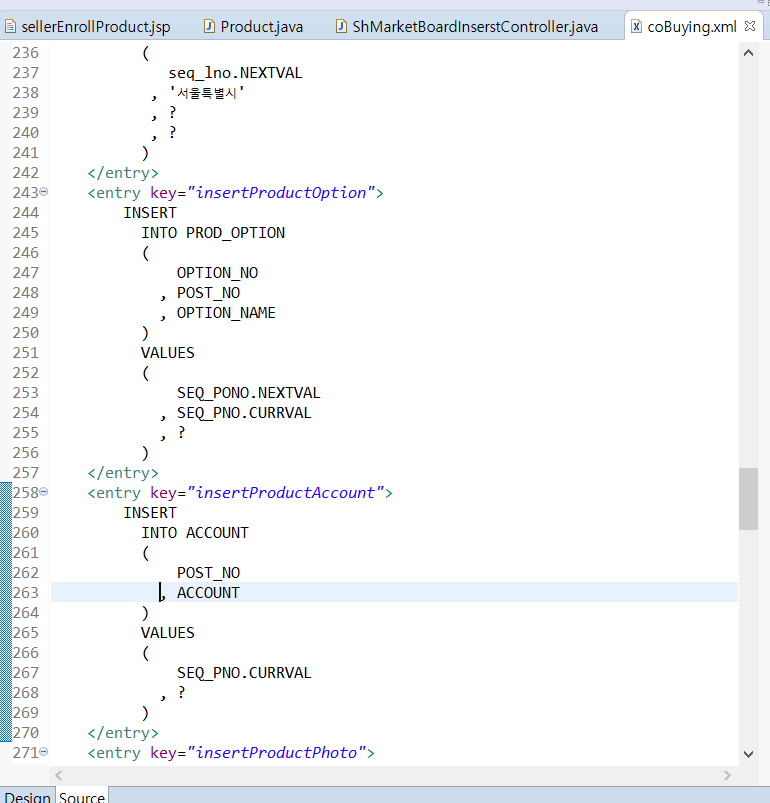 sellerEnrollProduct.jsp Product.java ShMarketBoardInserstController.java coBuying.xml
236 (
237 seq_lno.NEXTVAL
238 , '서울특별시'
239 , ?
240 , ?
241 )
242 </entry>
243 <entry key="insertProductOption">
244 INSERT
245 INTO PROD_OPTION
246 (
247 OPTION_NO
248 , POST_NO
249 , OPTION_NAME
250 )
251 VALUES
252 (
253 SEQ_PONO.NEXTVAL
254 , SEQ_PNO.CURRVAL
255 , ?
256 )
257 </entry>
258 <entry key="insertProductAccount">
259 INSERT
260 INTO ACCOUNT
261 (
262 POST_NO
263 , ACCOUNT
264 )
265 VALUES
266 (
267 SEQ_PNO.CURRVAL
268 , ?
269 )
270 </entry>
271 <entry key="insertProductPhoto">
Design Source